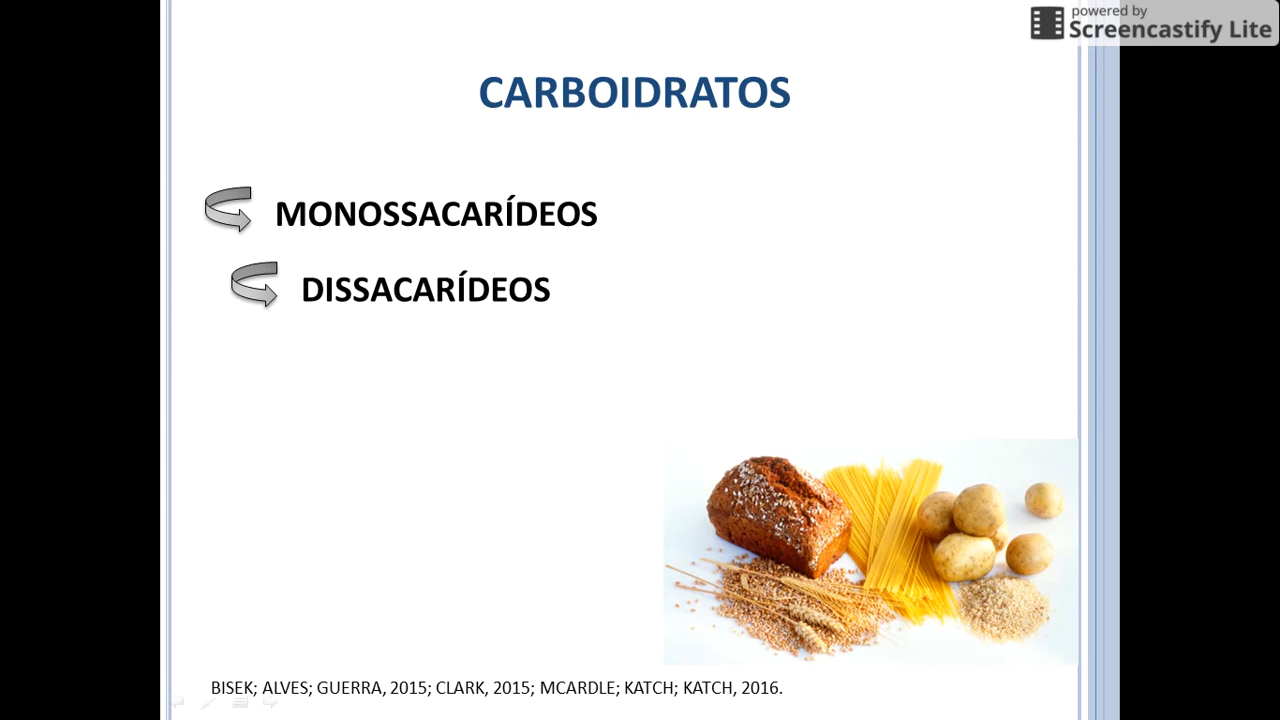 powered by
Screencastify Lite
CARBOIDRATOS
MONOSSACARÍDEOS
DISSACARÍDEOS
BISEK; ALVES; GUERRA, 2015; CLARK, 2015; MCARDLE; KATCH; KATCH, 2016.